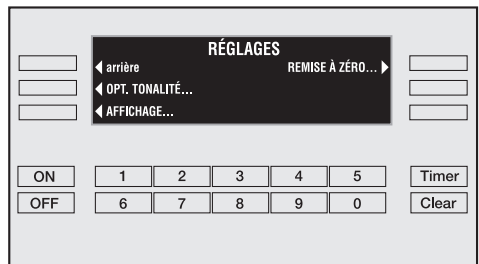 RÉGLAGES
arrière REMISE À ZÉRO...
OPT. TONALITÉ...
AFFICHAGE...
ON 1 2 3 4 5 Timer
OFF 6 7 8 9 0 Clear